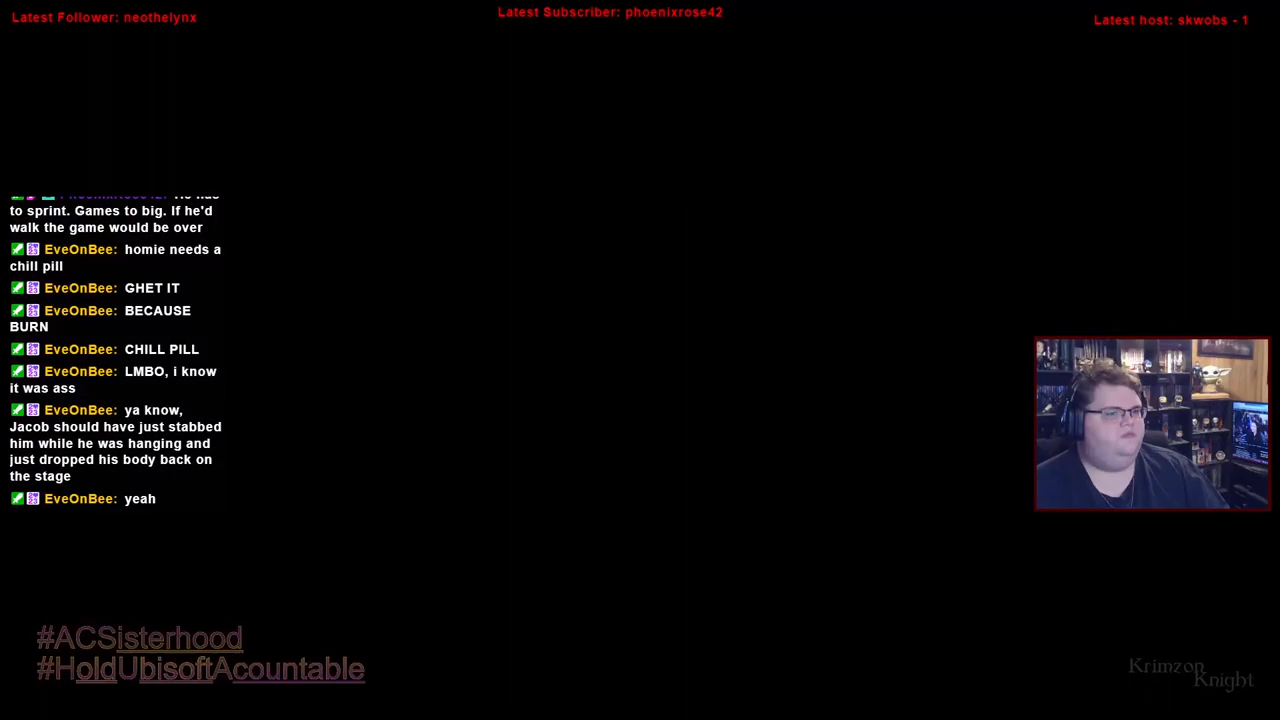 Latest Follower: neothelynx
Latest Subscriber: phoenixrose42
Latest host: skwobs - 1
to sprint. Games to big. If he'd
walk the game would be over
EveOnBee: homie needs a
chill pill
EveOnBee: GHET IT
EveOnBee: BECAUSE
BURN
EveOnBee: CHILL PILL
EveOnBee: LMBO, i know
it was ass
EveOnBee: ya know,
Jacob should have just stabbed
him while he was hanging and
just dropped his body back on
the stage
EveOnBee: yeah
#ACSisterhood
#HoldUbisoftAcountable
Krimzon
Knight